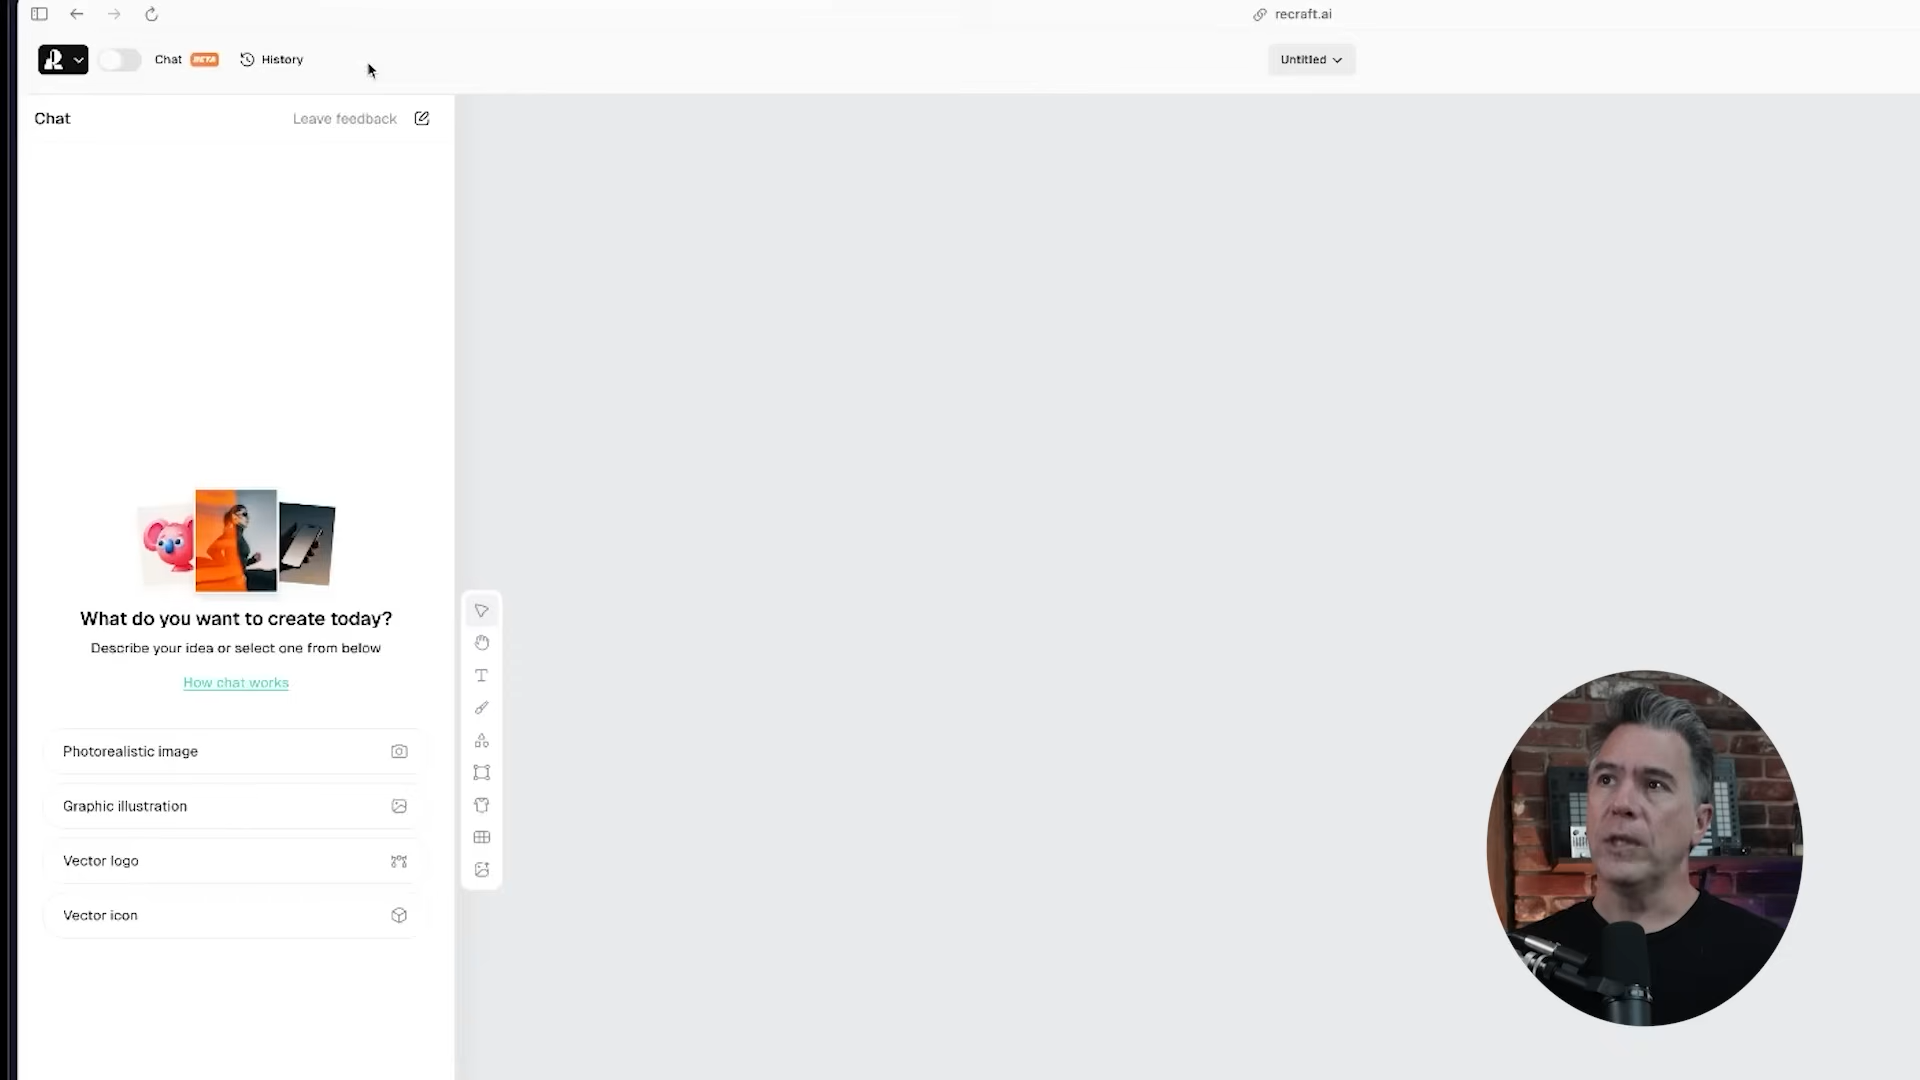 recraft.ai
Chat BETA History
Untitled
Chat
Leave feedback
What do you want to create today?
Describe your idea or select one from below
How chat works
Photorealistic image
Graphic illustration
Vector logo
Vector icon